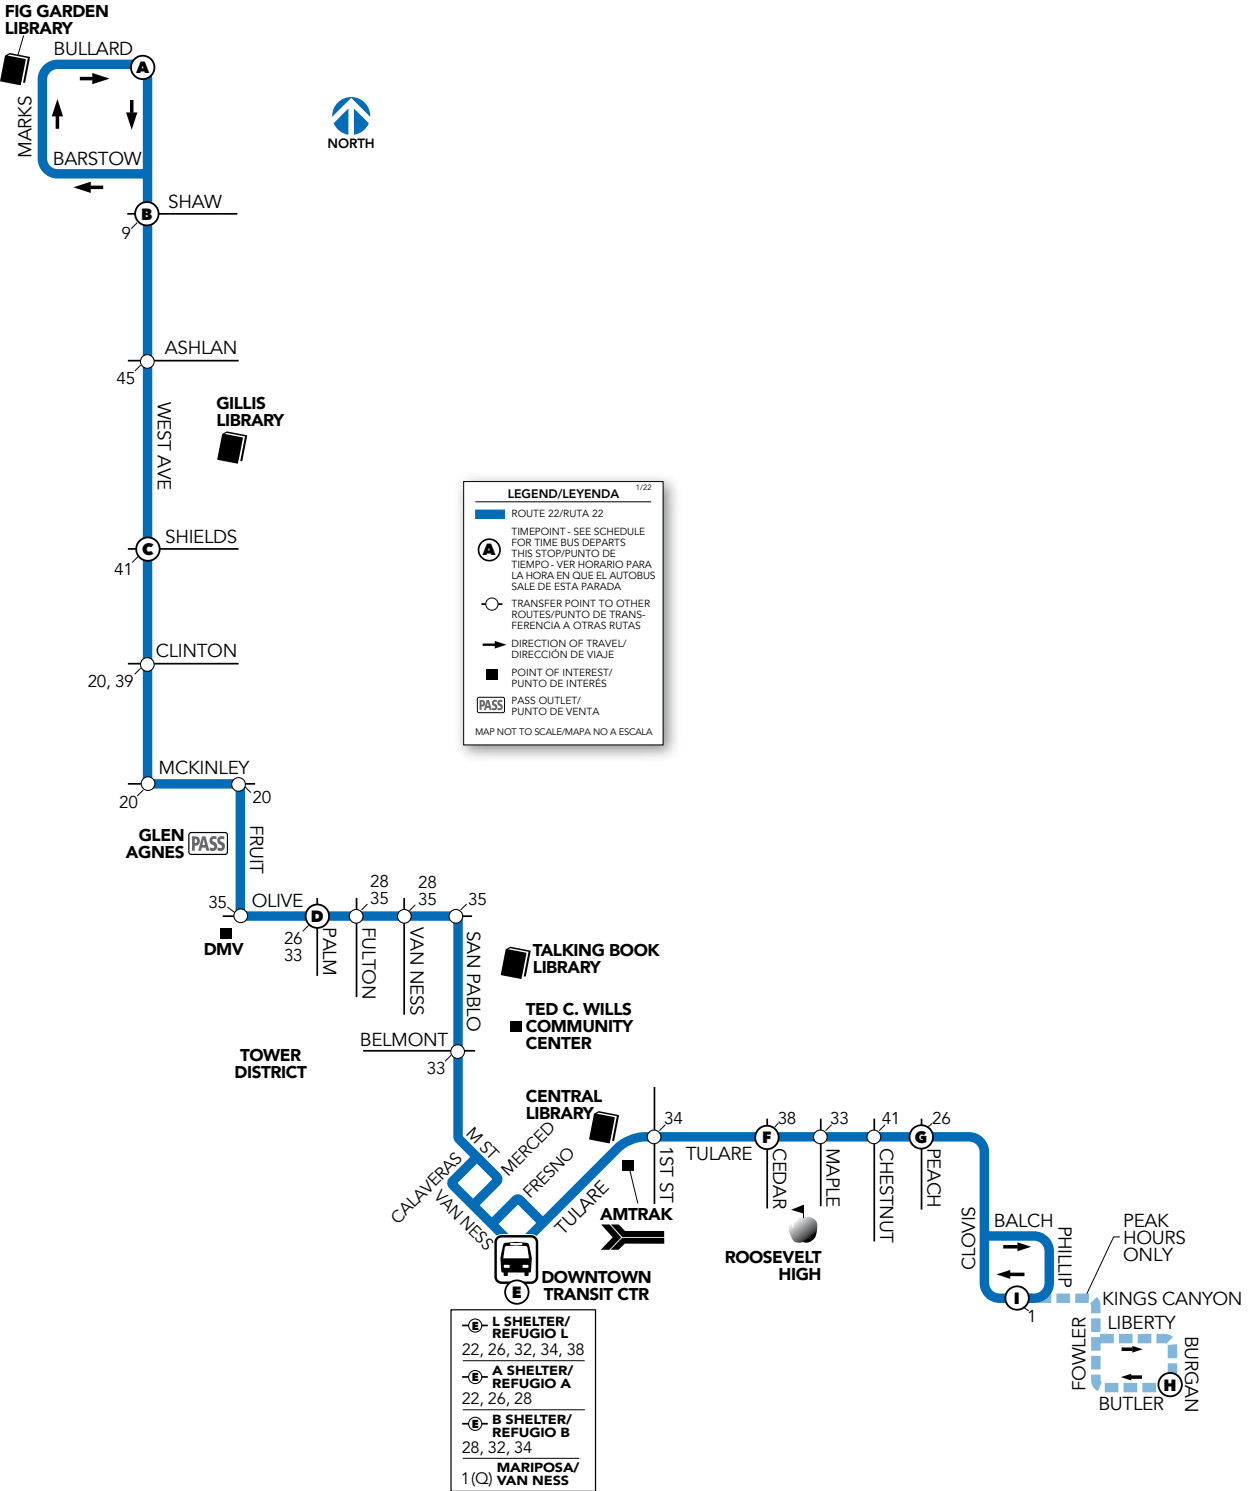 FIG GARDEN
LIBRARY
BULLARD
A
MARKS
BARSTOW
NORTH
SHAW
B
9
ASHLAN
45
WEST AVE
GILLIS
LIBRARY
SHIELDS
C
41
CLINTON
20, 39
MCKINLEY
20
20
GLEN
AGNES
PASS
FRUIT
LEGEND/LEYENDA
1/22
ROUTE 22/RUTA 22
A
TIMEPOINT - SEE SCHEDULE
FOR TIME BUS DEPARTS
THIS STOP/PUNTO DE
TIEMPO - VER HORARIO PARA
LA HORA EN QUE EL AUTOBUS
SALE DE ESTA PARADA
TRANSFER POINT TO OTHER
ROUTES/PUNTO DE TRANS-
FERENCIA A OTRAS RUTAS
DIRECTION OF TRAVEL/
DIRECCIÓN DE VIAJE
POINT OF INTEREST/
PUNTO DE INTERÉS
PASS
PASS OUTLET/
PUNTO DE VENTA
MAP NOT TO SCALE/MAPA NO A ESCALA
35
OLIVE
DMV
D
26
33
PALM
28
35
FULTON
28
35
VAN NESS
35
SAN PABLO
TALKING BOOK
LIBRARY
TED C. WILLS
COMMUNITY
CENTER
BELMONT
33
TOWER
DISTRICT
CENTRAL
LIBRARY
M ST
MERCED
CALAVERAS
VAN NESS
FRESNO
TULARE
AMTRAK
34
1ST ST
TULARE
F
38
CEDAR
33
MAPLE
41
CHESTNUT
G
26
PEACH
ROOSEVELT
HIGH
CLOVIS
BALCH
PHILLIP
PEAK
HOURS
ONLY
I
1
KINGS CANYON
LIBERTY
FOWLER
BURGAN
H
BUTLER
DOWNTOWN
TRANSIT CTR
E
E L SHELTER/
REFUGIO L
22, 26, 32, 34, 38
E A SHELTER/
REFUGIO A
22, 26, 28
E B SHELTER/
REFUGIO B
28, 32, 34
1 (Q) MARIPOSA/
VAN NESS